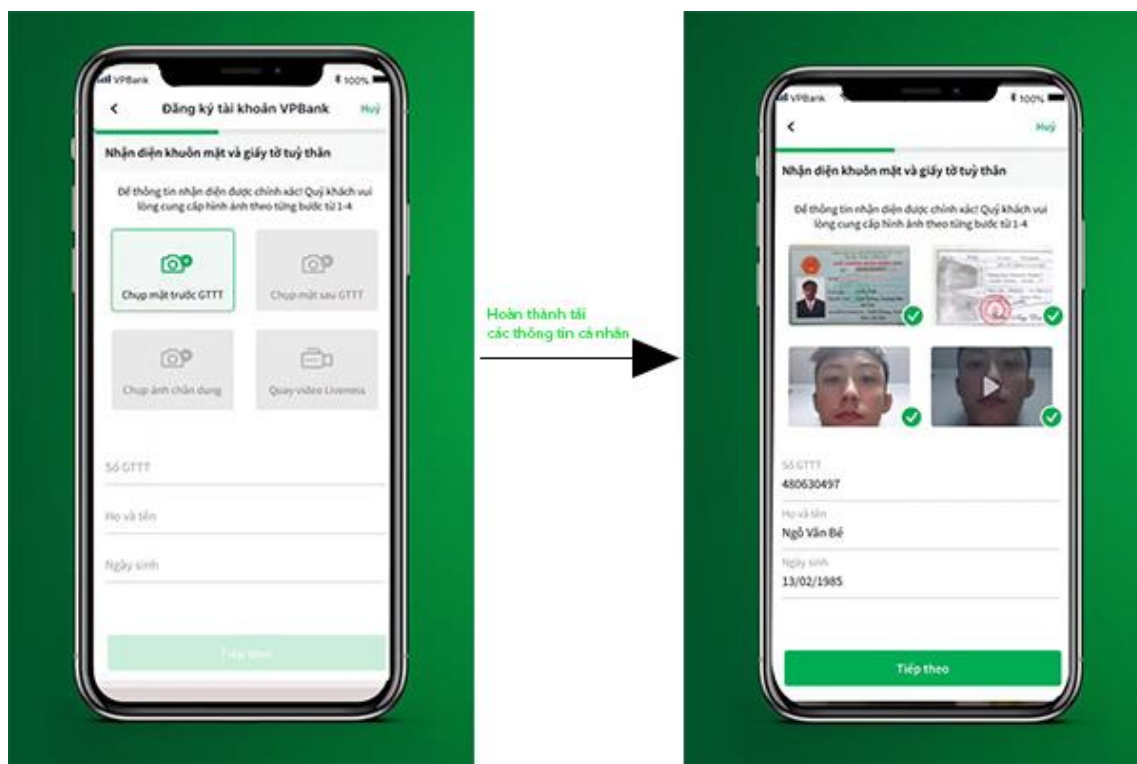 VPBank
100%
Đăng ký tài khoản VPBank
Huỷ
Nhận diện khuôn mặt và giấy tờ tuỳ thân
Để thông tin nhận diện được chính xác! Quý khách vui
lòng cung cấp hình ảnh theo từng bước từ 1-4
Chụp mặt trước GTTT
Chụp mặt sau GTTT
Chụp ảnh chân dung
Quay video Liveness
Số GTTT
Họ và tên
Ngày sinh
Tiếp theo
Hoàn thành tải
các thông tin cá nhân
VPBank
100%
Huỷ
Nhận diện khuôn mặt và giấy tờ tuỳ thân
Để thông tin nhận diện được chính xác! Quý khách vui
lòng cung cấp hình ảnh theo từng bước từ 1-4
Số GTTT
480630497
Họ và tên
Ngô Văn Bé
Ngày sinh
13/02/1985
Tiếp theo